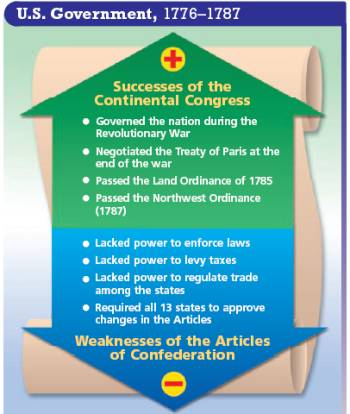 U.S. Government, 1776–1787
+
Successes of the
Continental Congress
● Governed the nation during the
Revolutionary War
● Negotiated the Treaty of Paris at the
end of the war
● Passed the Land Ordinance of 1785
● Passed the Northwest Ordinance
(1787)
● Lacked power to enforce laws
● Lacked power to levy taxes
● Lacked power to regulate trade
among the states
● Required all 13 states to approve
changes in the Articles
Weaknesses of the Articles
of Confederation
−